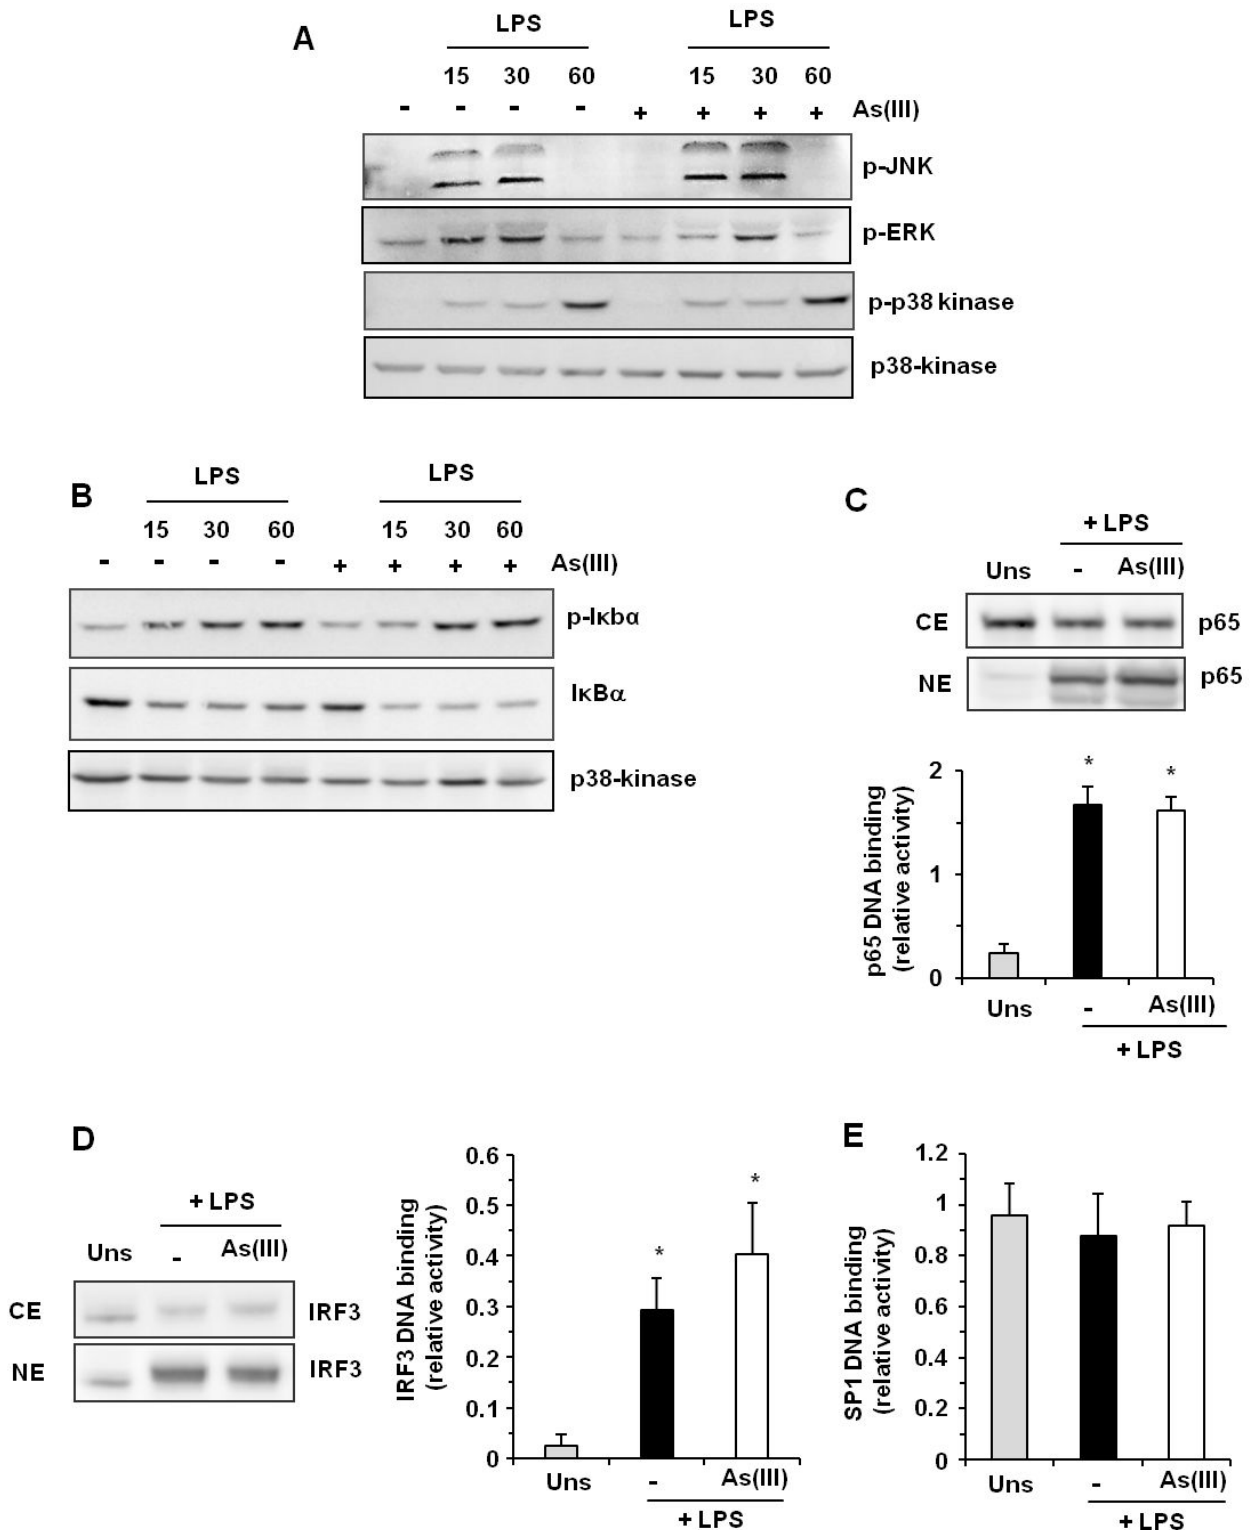 A
LPS LPS
15 30 60 15 30 60
- - - - + + + + As(III)
p-JNK
p-ERK
p-p38 kinase
p38-kinase
B
LPS LPS
15 30 60 15 30 60
- - - - + + + + As(III)
p-Iκbα
IκBα
p38-kinase
C
+ LPS
Uns - As(III)
CE p65
NE p65
p65 DNA binding
(relative activity)
2
1
0
* *
Uns - As(III)
+ LPS
D
+ LPS
Uns - As(III)
CE IRF3
NE IRF3
IRF3 DNA binding
(relative activity)
0.6
0.5
0.4
0.3
0.2
0.1
0
* *
Uns - As(III)
+ LPS
E
SP1 DNA binding
(relative activity)
1.2
1
0.8
0.6
0.4
0.2
0
Uns - As(III)
+ LPS